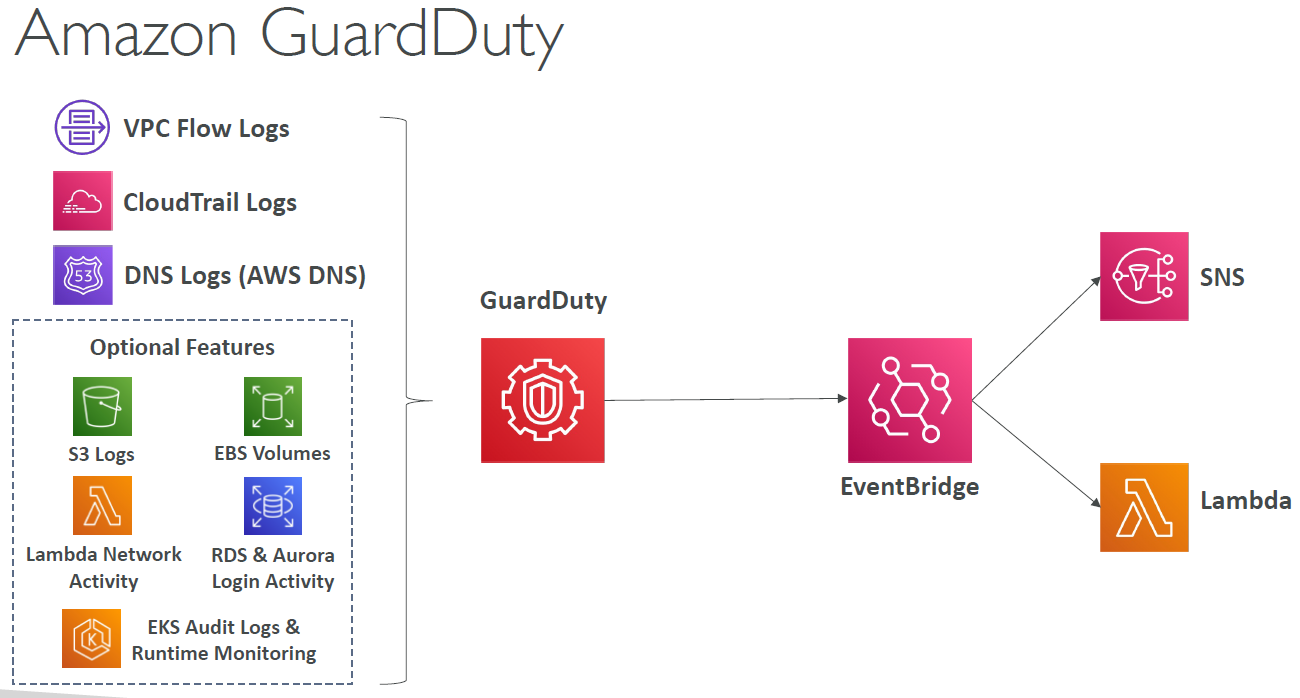 Amazon GuardDuty
VPC Flow Logs
CloudTrail Logs
53
DNS Logs (AWS DNS)
Optional Features
S3 Logs
EBS Volumes
Lambda Network
Activity
RDS & Aurora
Login Activity
K
EKS Audit Logs &
Runtime Monitoring
GuardDuty
EventBridge
SNS
Lambda